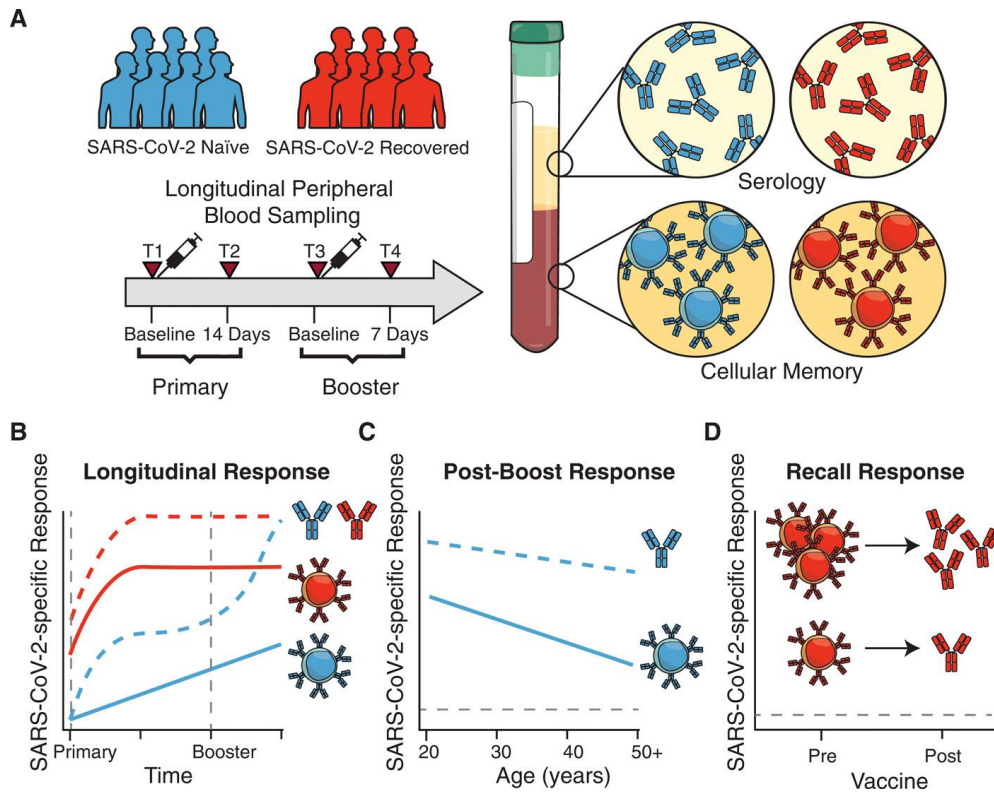 A
SARS-CoV-2 Naïve
SARS-CoV-2 Recovered
Longitudinal Peripheral
Blood Sampling
T1
T2
T3
T4
Baseline
14 Days
Baseline
7 Days
Primary
Booster
Serology
Cellular Memory
B
Longitudinal Response
SARS-CoV-2-specific Response
Primary
Booster
Time
C
Post-Boost Response
SARS-CoV-2-specific Response
20
30
40
50+
Age (years)
D
Recall Response
SARS-CoV-2-specific Response
Pre
Post
Vaccine